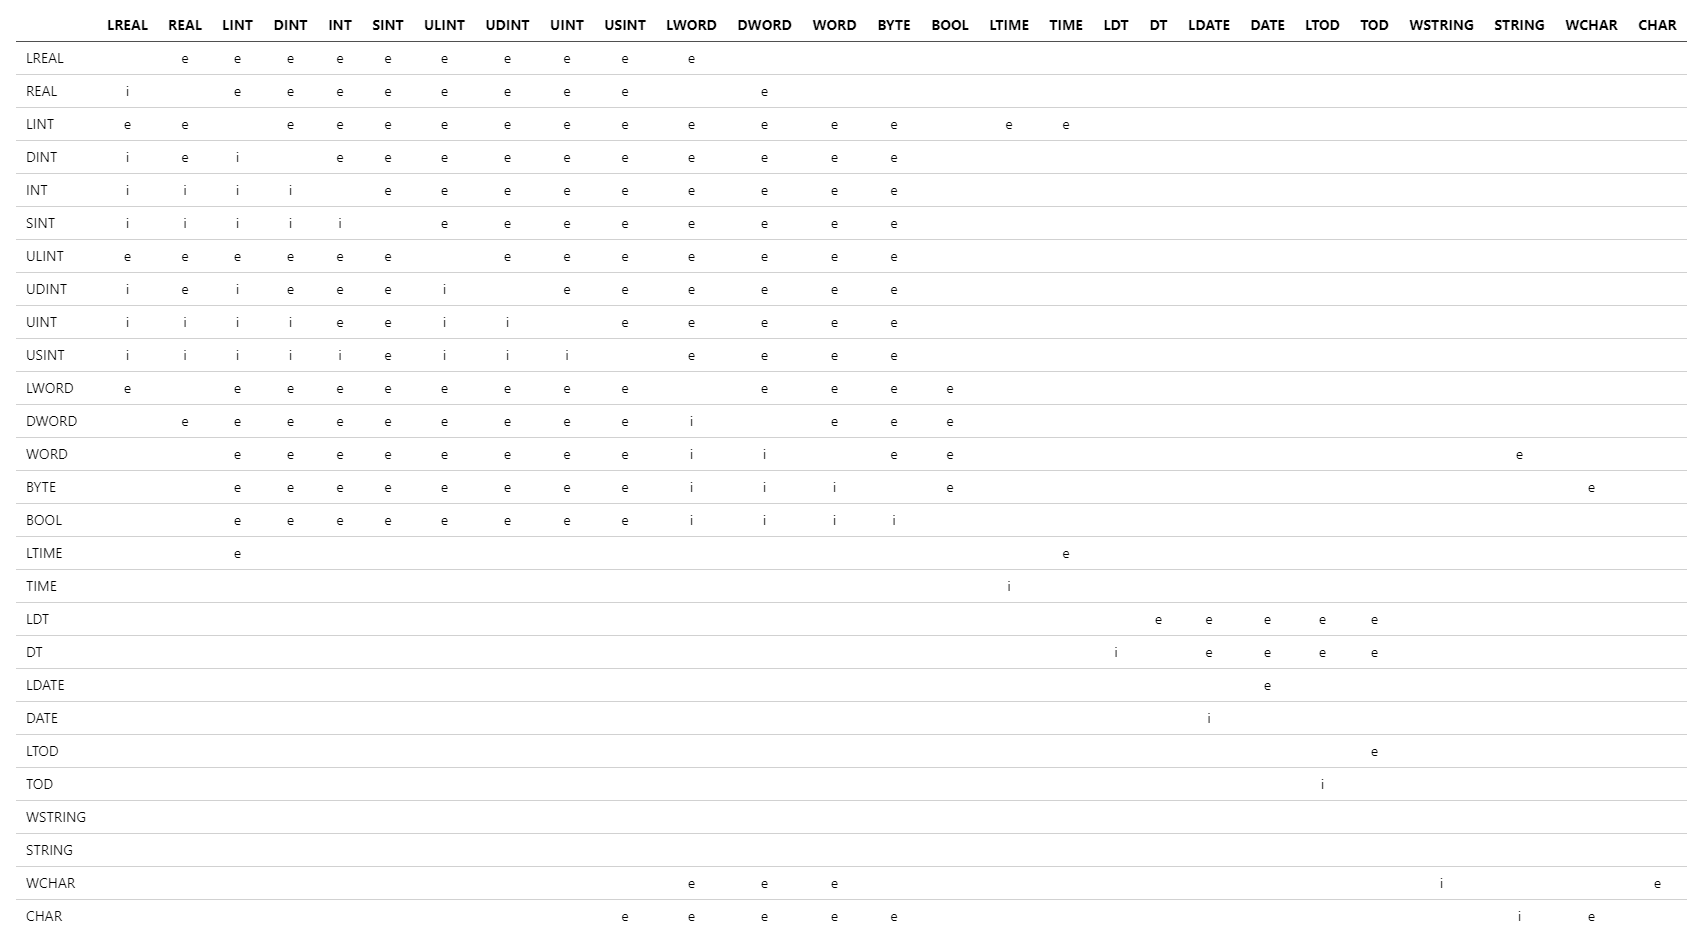 LREAL REAL LINT DINT INT SINT ULINT UDINT UINT USINT LWORD DWORD WORD BYTE BOOL LTIME TIME LDT DT LDATE DATE LTOD TOD WSTRING STRING WCHAR CHAR
LREAL e e e e e e e e e e
REAL i e e e e e e e e e
LINT e e e e e e e e e e e e e e e
DINT i e i e e e e e e e e e e
INT i i i i e e e e e e e e e
SINT i i i i i e e e e e e e e
ULINT e e e e e e e e e e e e e
UDINT i e i e e e i e e e e e e
UINT i i i i e e i i e e e e e
USINT i i i i i e i i i e e e e
LWORD e e e e e e e e e e e e e
DWORD e e e e e e e e e i e e e
WORD e e e e e e e e i i e e e
BYTE e e e e e e e e i i i e e
BOOL e e e e e e e e i i i i
LTIME e e
TIME i
LDT e e e e e
DT i e e e e
LDATE e
DATE i
LTOD e
TOD i
WSTRING
STRING
WCHAR e e e i e
CHAR e e e e e i e